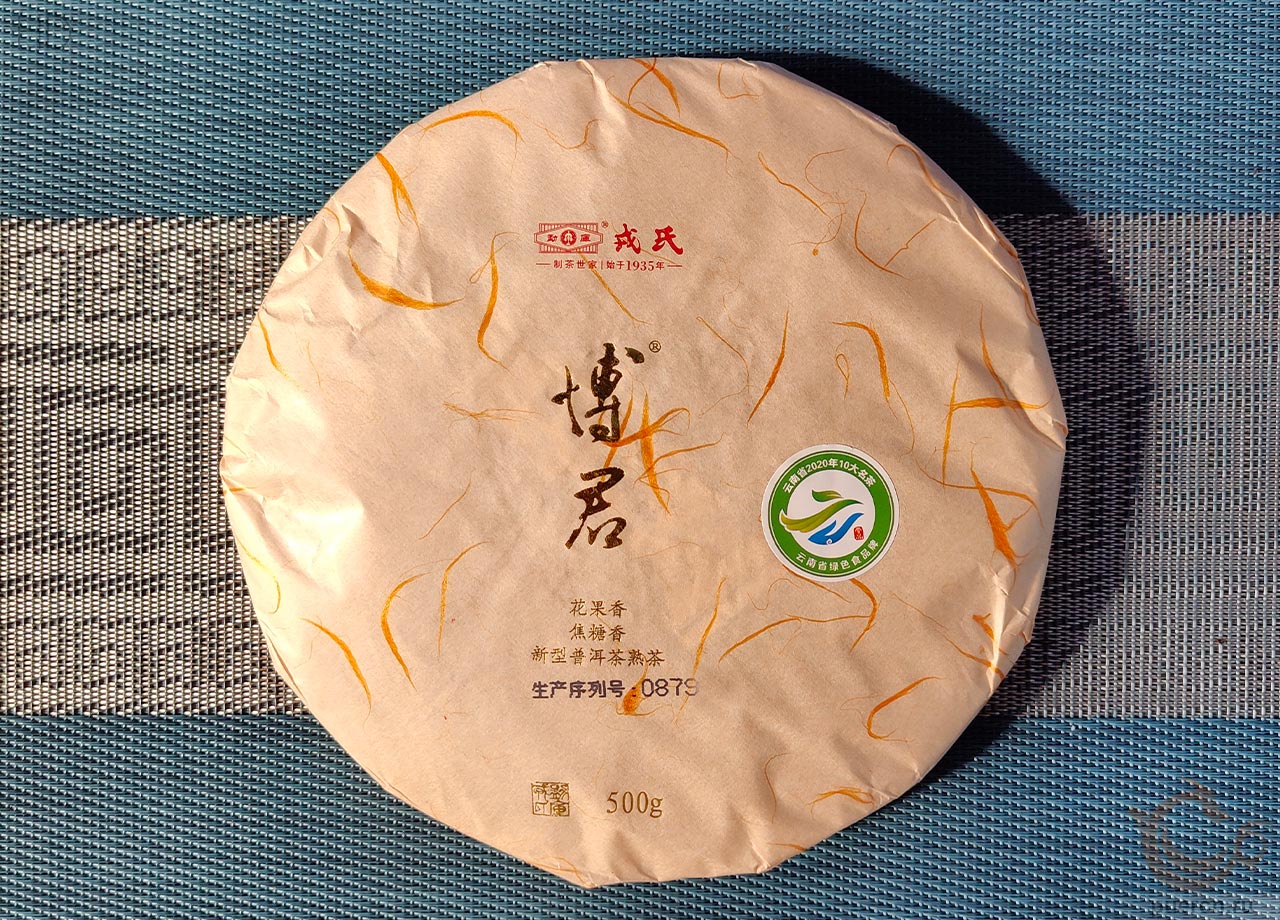 勐库® 戎氏
制茶世家 | 始于1935年
博君®
云南省2020年10大名茶
云南省绿色食品牌
花果香
焦糖香
新型普洱茶熟茶
生产序列号:0879
500g